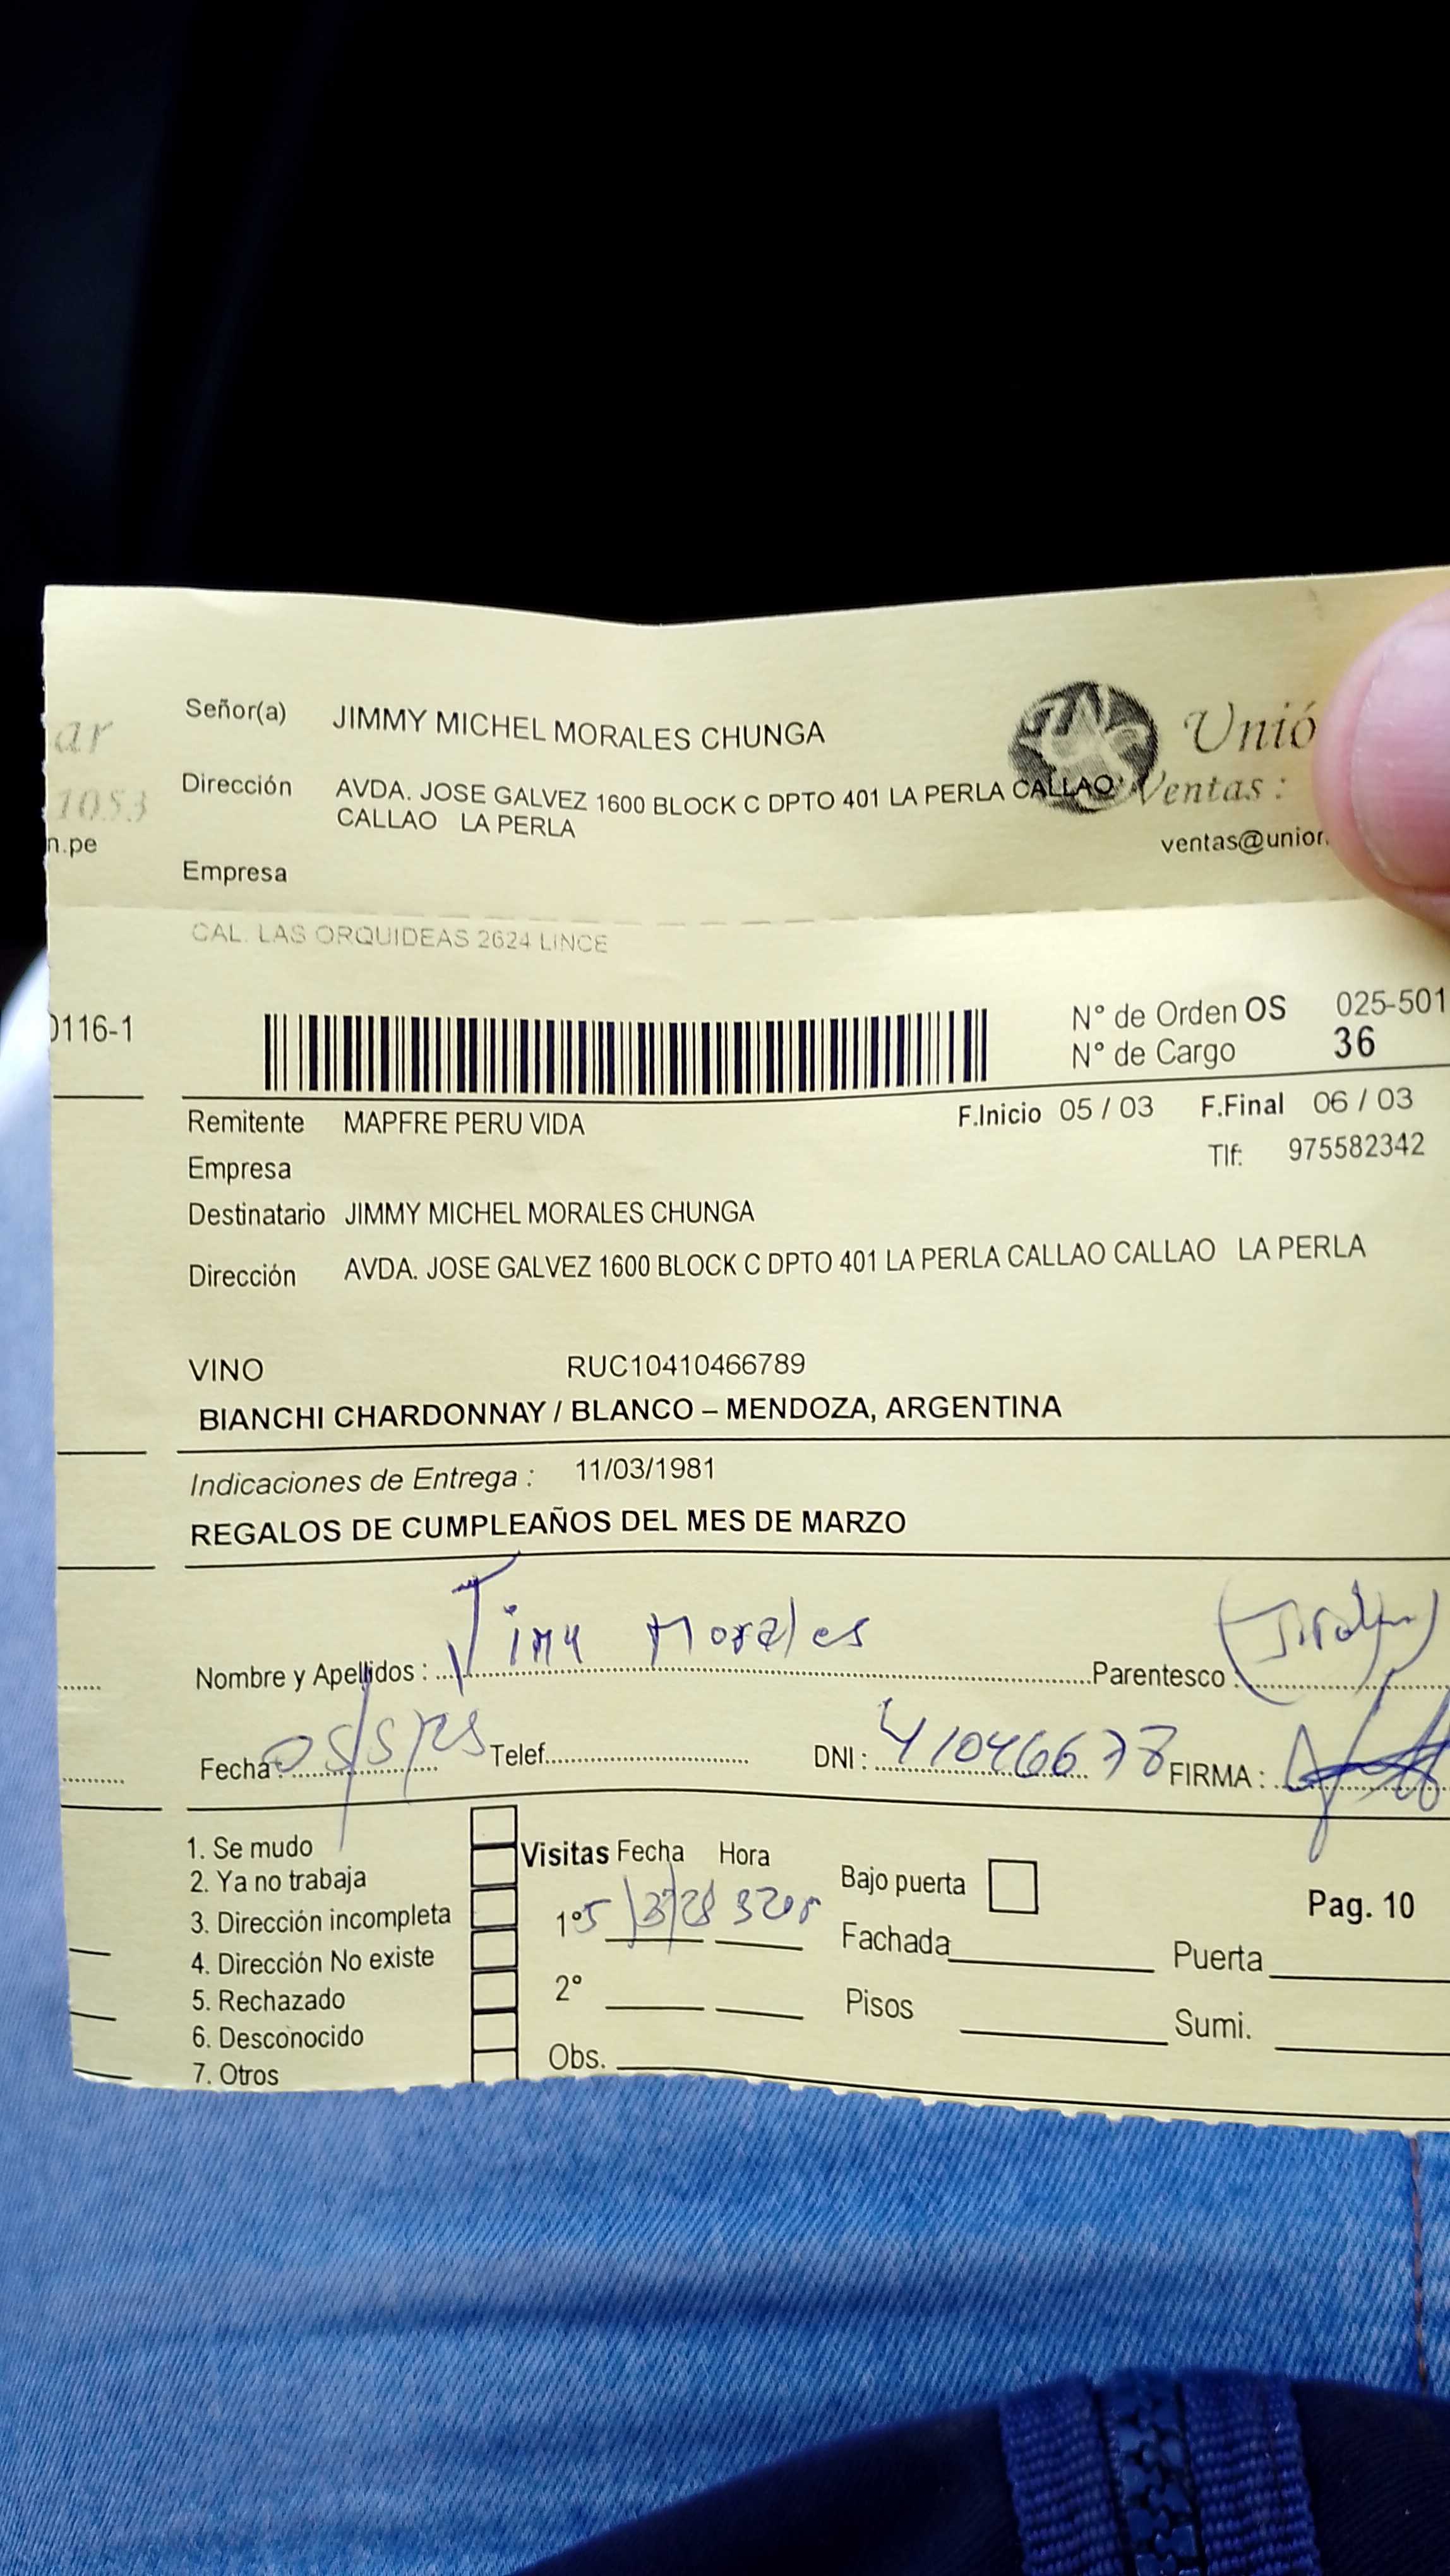 Señor(a) JIMMY MICHEL MORALES CHUNGA
Unió
ar
Dirección AVDA. JOSE GALVEZ 1600 BLOCK C DPTO 401 LA PERLA CALLAO
Ventas :
1053
CALLAO LA PERLA
n.pe
ventas@union.
Empresa
CAL. LAS ORQUIDEAS 2624 LINCE
0116-1
N° de Orden OS 025-501
N° de Cargo 36
Remitente MAPFRE PERU VIDA F.Inicio 05 / 03 F.Final 06 / 03
Empresa Tlf: 975582342
Destinatario JIMMY MICHEL MORALES CHUNGA
Dirección AVDA. JOSE GALVEZ 1600 BLOCK C DPTO 401 LA PERLA CALLAO CALLAO LA PERLA
VINO RUC10410466789
BIANCHI CHARDONNAY / BLANCO – MENDOZA, ARGENTINA
Indicaciones de Entrega : 11/03/1981
REGALOS DE CUMPLEAÑOS DEL MES DE MARZO
Nombre y Apellidos : Jimy Morales Parentesco :
Fecha : Telef. DNI : 41046678 FIRMA :
1. Se mudo
2. Ya no trabaja
3. Dirección incompleta
4. Dirección No existe
5. Rechazado
6. Desconocido
7. Otros
Visitas Fecha Hora
1°
2°
Obs.
Bajo puerta
Fachada
Pisos
Pag. 10
Puerta
Sumi.